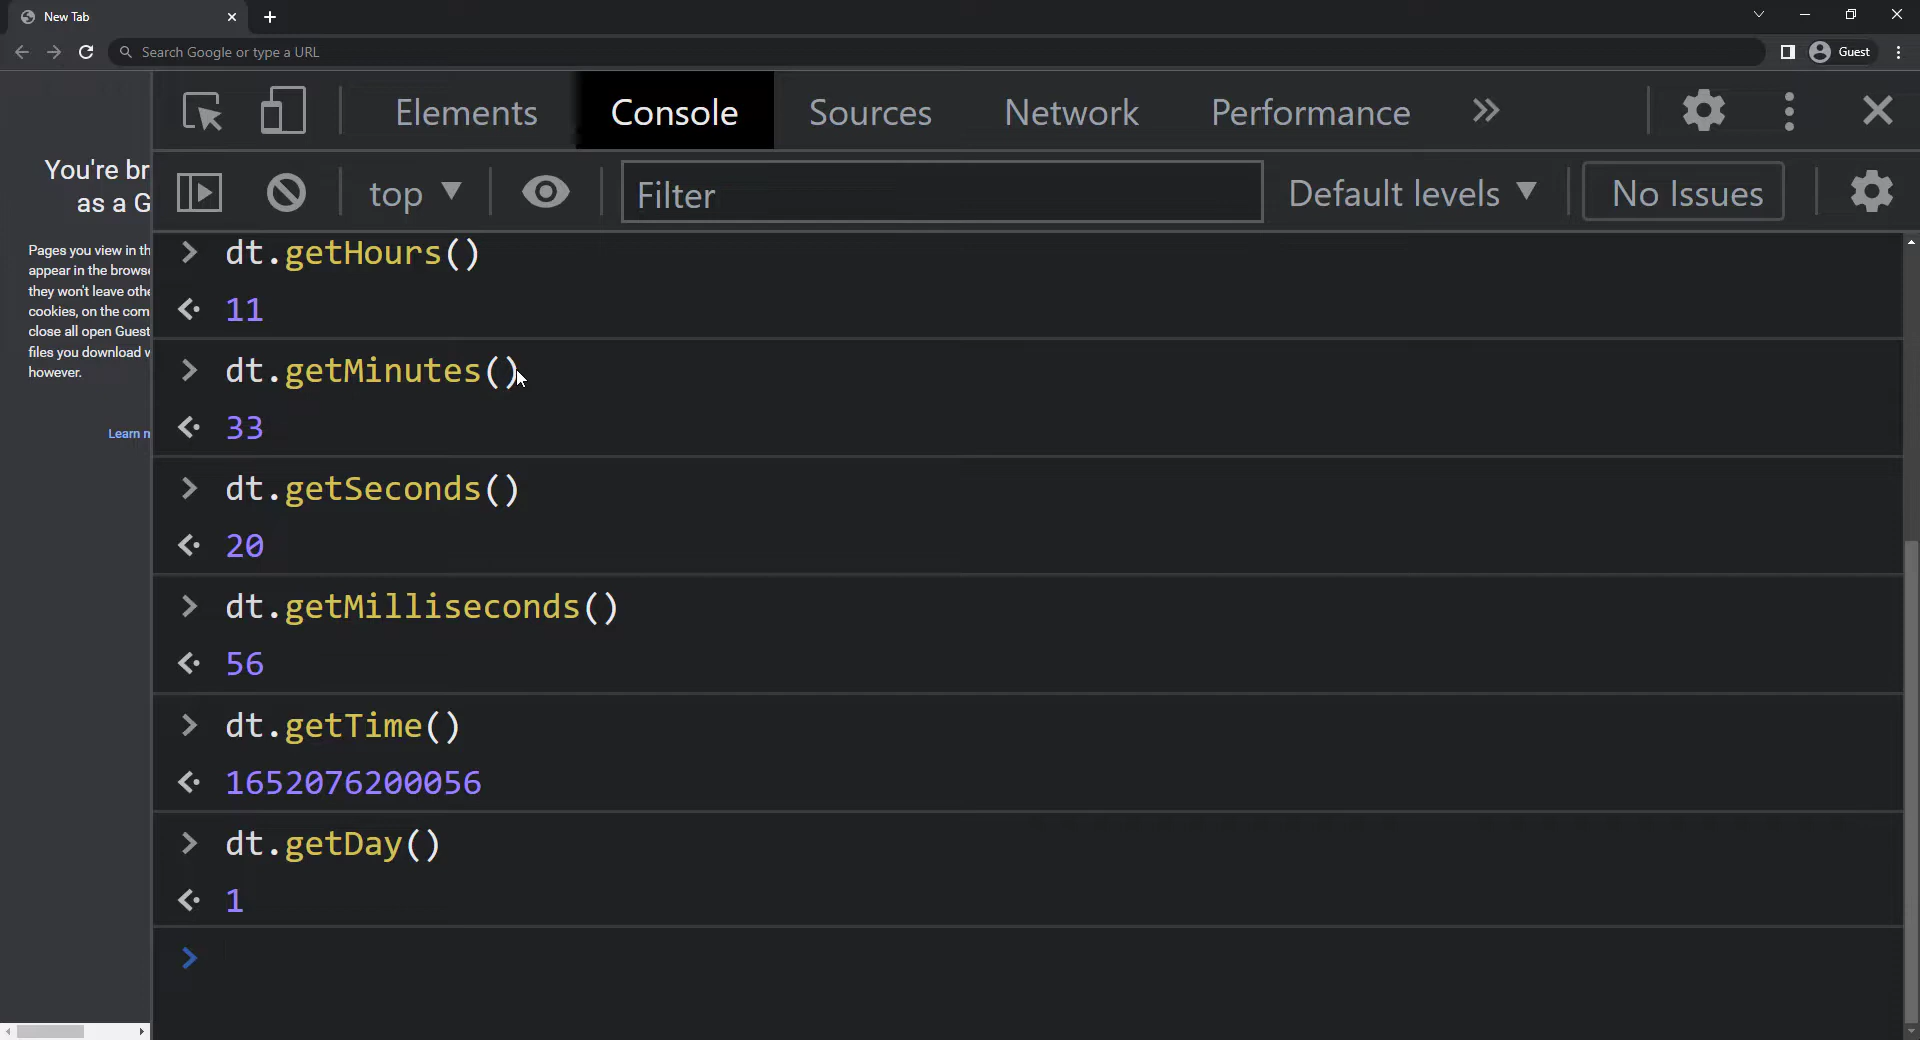 New Tab
Search Google or type a URL
Guest
Elements
Console
Sources
Network
Performance
top
Filter
Default levels
No Issues
You're br
as a G
Pages you view in th
appear in the browse
they won't leave othe
cookies, on the com
close all open Guest
files you download w
however.
Learn m
dt.getHours()
11
dt.getMinutes()
33
dt.getSeconds()
20
dt.getMilliseconds()
56
dt.getTime()
1652076200056
dt.getDay()
1